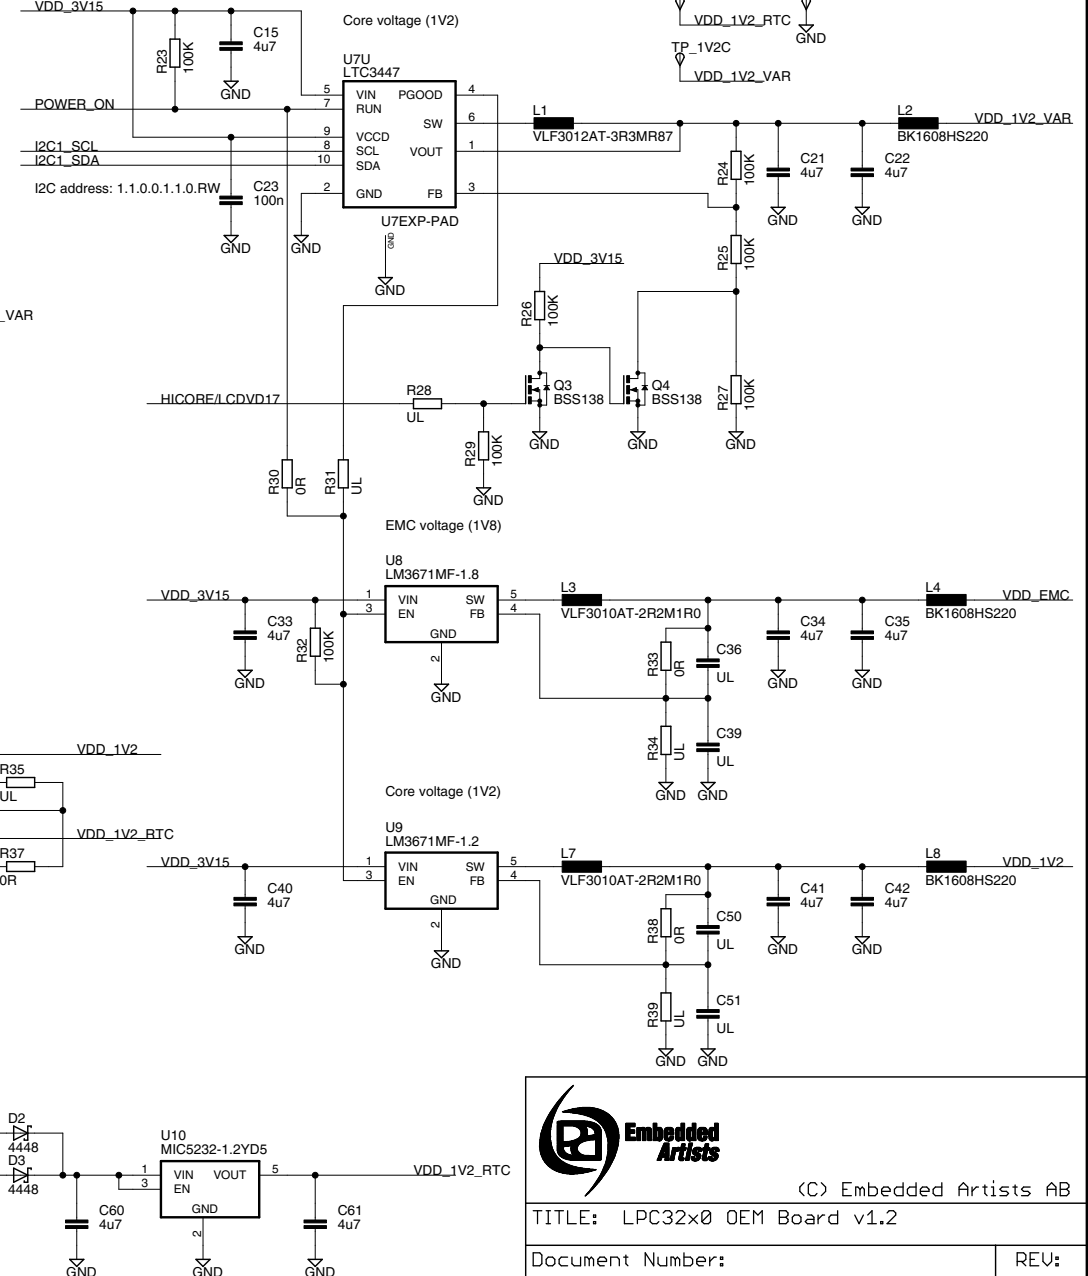 VDD_3V15
Core voltage (1V2)
VDD_1V2_RTC
GND
TP_1V2C
VDD_1V2_VAR
R23
100K
C15
4u7
GND
U7U
LTC3447
POWER_ON
5 VIN PGOOD 4
7 RUN
SW 6
9 VCCD
8 SCL VOUT 1
10 SDA
2 GND FB 3
I2C1_SCL
I2C1_SDA
I2C address: 1.1.0.0.1.1.0.RW
C23
100n
GND
GND
U7EXP-PAD
GND
GND
L1
VLF3012AT-3R3MR87
L2
BK1608HS220
VDD_1V2_VAR
R24
100K
C21
4u7
GND
C22
4u7
GND
R25
100K
VDD_3V15
_VAR
R26
100K
Q3
BSS138
GND
Q4
BSS138
GND
R27
100K
GND
HICORE/LCDVD17
R28
UL
R29
100K
GND
R30
0R
R31
UL
EMC voltage (1V8)
U8
LM3671MF-1.8
VDD_3V15
1 VIN SW 5
3 EN FB 4
GND
2
GND
C33
4u7
GND
R32
100K
L3
VLF3010AT-2R2M1R0
L4
BK1608HS220
VDD_EMC
R33
0R
C36
UL
C34
4u7
GND
C35
4u7
GND
R34
UL
GND
C39
UL
GND
VDD_1V2
R35
UL
VDD_1V2_RTC
R37
0R
Core voltage (1V2)
U9
LM3671MF-1.2
VDD_3V15
1 VIN SW 5
3 EN FB 4
GND
2
GND
C40
4u7
GND
L7
VLF3010AT-2R2M1R0
L8
BK1608HS220
VDD_1V2
R38
0R
C50
UL
C41
4u7
GND
C42
4u7
GND
R39
UL
GND
C51
UL
GND
D2
4448
D3
4448
U10
MIC5232-1.2YD5
1 VIN VOUT 5
3 EN
GND
2
GND
VDD_1V2_RTC
C60
4u7
GND
C61
4u7
GND
Embedded
Artists
(C) Embedded Artists AB
TITLE: LPC32x0 OEM Board v1.2
Document Number:
REV: